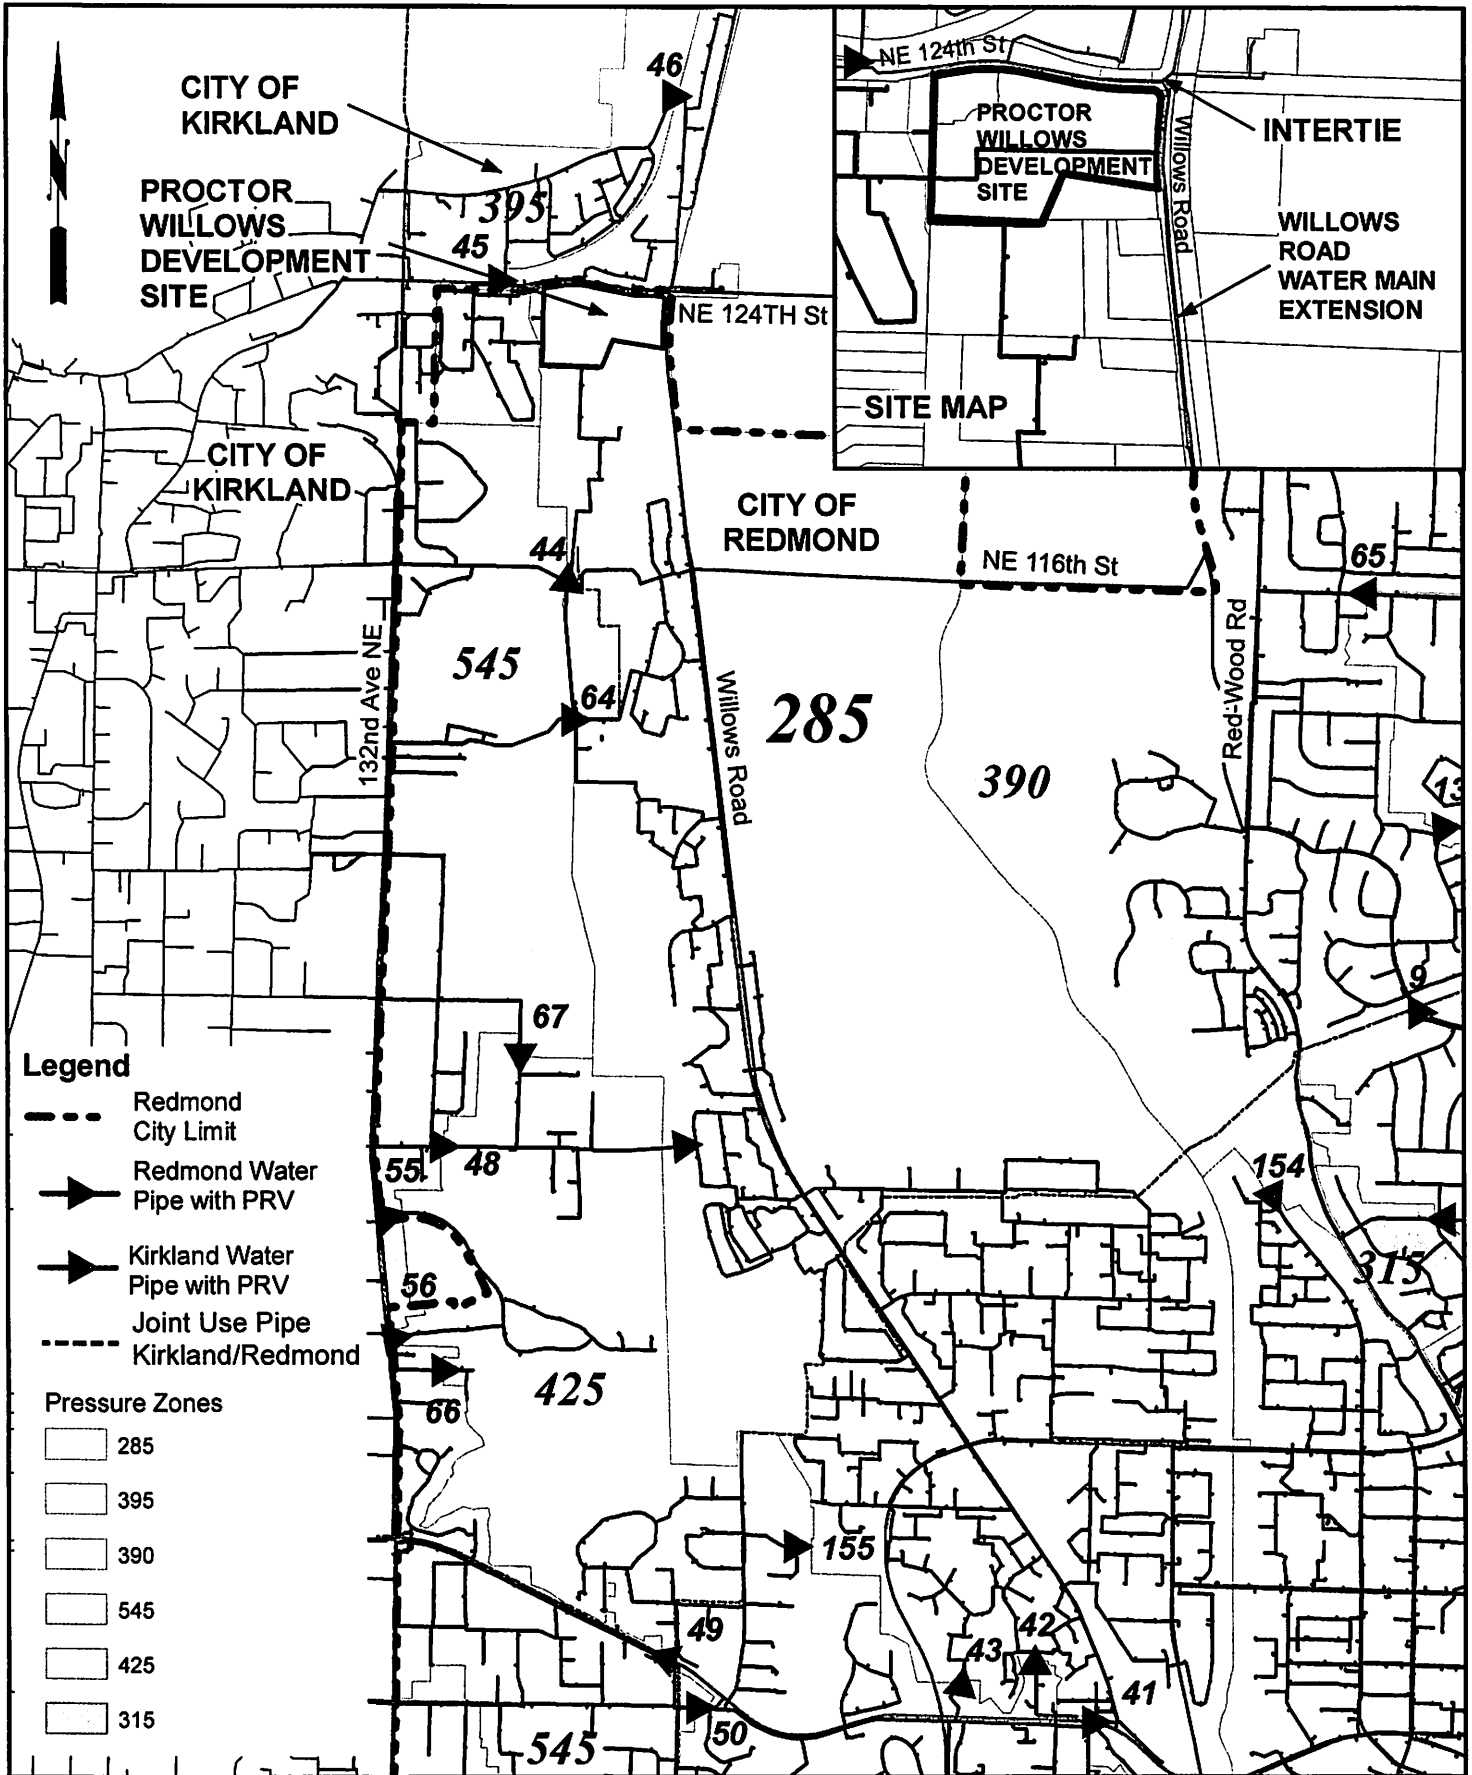 CITY OF
KIRKLAND
46
PROCTOR
WILLOWS
DEVELOPMENT
SITE
395
45
NE 124TH St
NE 124th St
PROCTOR
WILLOWS
DEVELOPMENT
SITE
INTERTIE
Willows Road
WILLOWS
ROAD
WATER MAIN
EXTENSION
SITE MAP
CITY OF
KIRKLAND
CITY OF
REDMOND
44
NE 116th St
65
132nd Ave NE
545
64
Willows Road
285
390
Red-Wood Rd
13
9
67
Legend
Redmond
City Limit
Redmond Water
Pipe with PRV
Kirkland Water
Pipe with PRV
Joint Use Pipe
Kirkland/Redmond
Pressure Zones
285
395
390
545
425
315
55
48
154
56
315
425
66
155
49
43
42
41
50
545